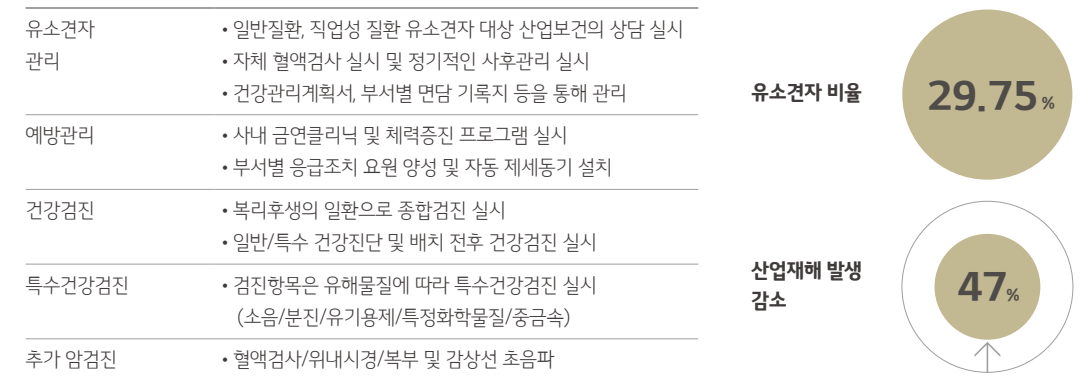 유소견자
관리
• 일반질환, 직업성 질환 유소견자 대상 산업보건의 상담 실시
• 자체 혈액검사 실시 및 정기적인 사후관리 실시
• 건강관리계획서, 부서별 면담 기록지 등을 통해 관리
예방관리
• 사내 금연클리닉 및 체력증진 프로그램 실시
• 부서별 응급조치 요원 양성 및 자동 제세동기 설치
건강검진
• 복리후생의 일환으로 종합검진 실시
• 일반/특수 건강진단 및 배치 전후 건강검진 실시
특수건강검진
• 검진항목은 유해물질에 따라 특수건강검진 실시
(소음/분진/유기용제/특정화학물질/중금속)
추가 암검진
• 혈액검사/위내시경/복부 및 감상선 초음파
유소견자 비율
29.75%
산업재해 발생
감소
47%